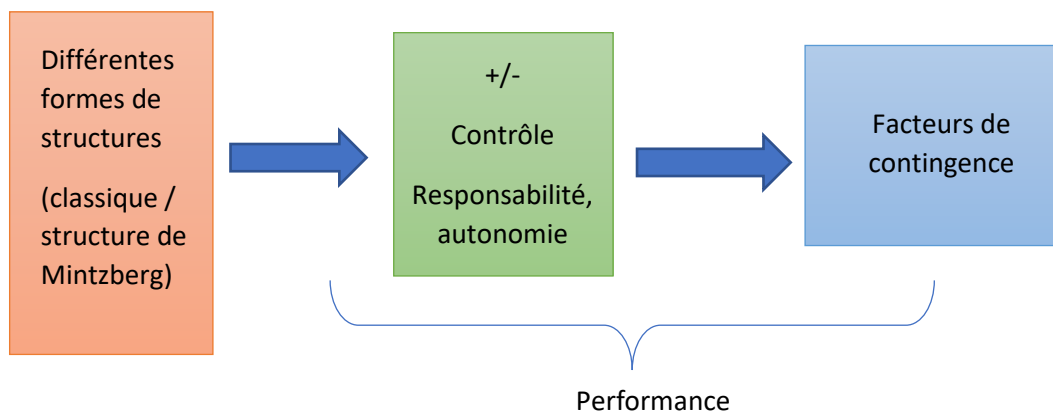 Différentes
formes de
structures
(classique /
structure de
Mintzberg)
+/-
Contrôle
Responsabilité,
autonomie
Facteurs de
contingence
Performance